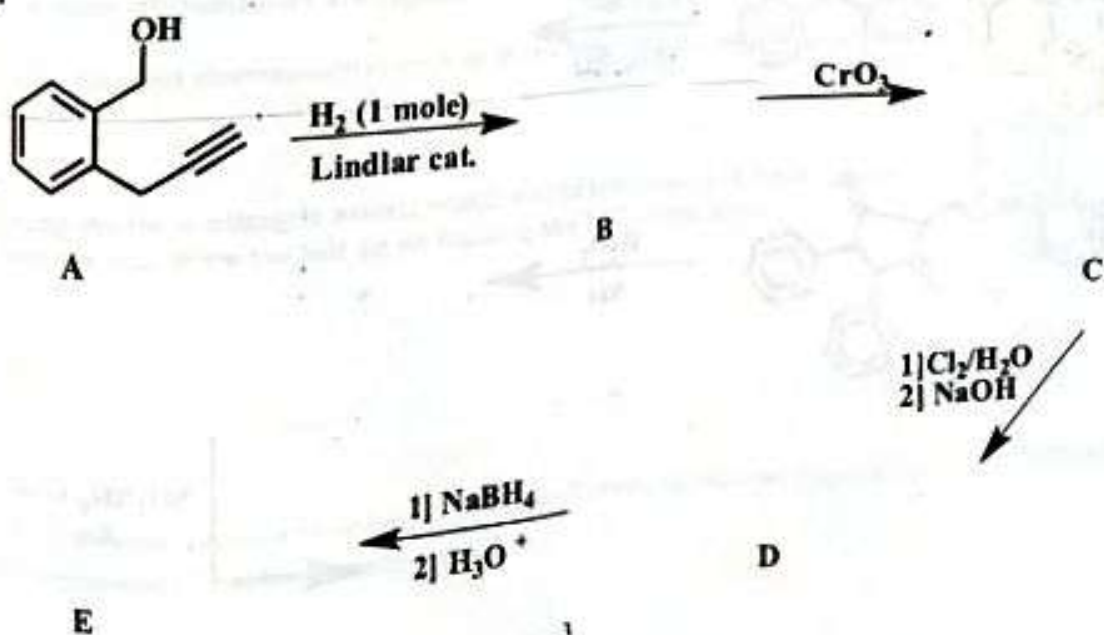 OH
H₂ (1 mole)
Lindlar cat.
CrO₃
A
B
C
1]Cl₂/H₂O
2] NaOH
1] NaBH₄
2] H₃O⁺
D
E